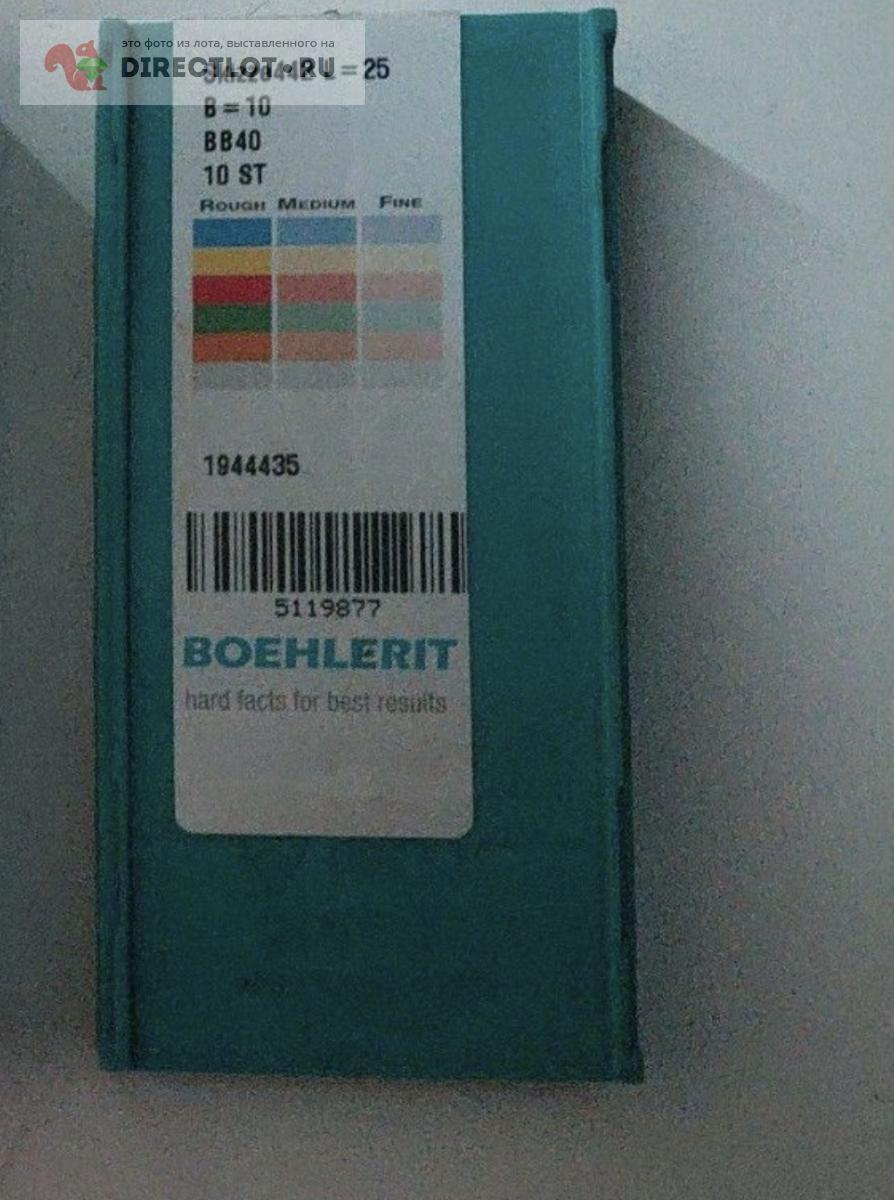 это фото из лота, выставленного на
DIRECTLOT.RU
= 25
B = 10
BB40
10 ST
ROUGH MEDIUM FINE
1944435
5119877
BOEHLERIT
hard facts for best results